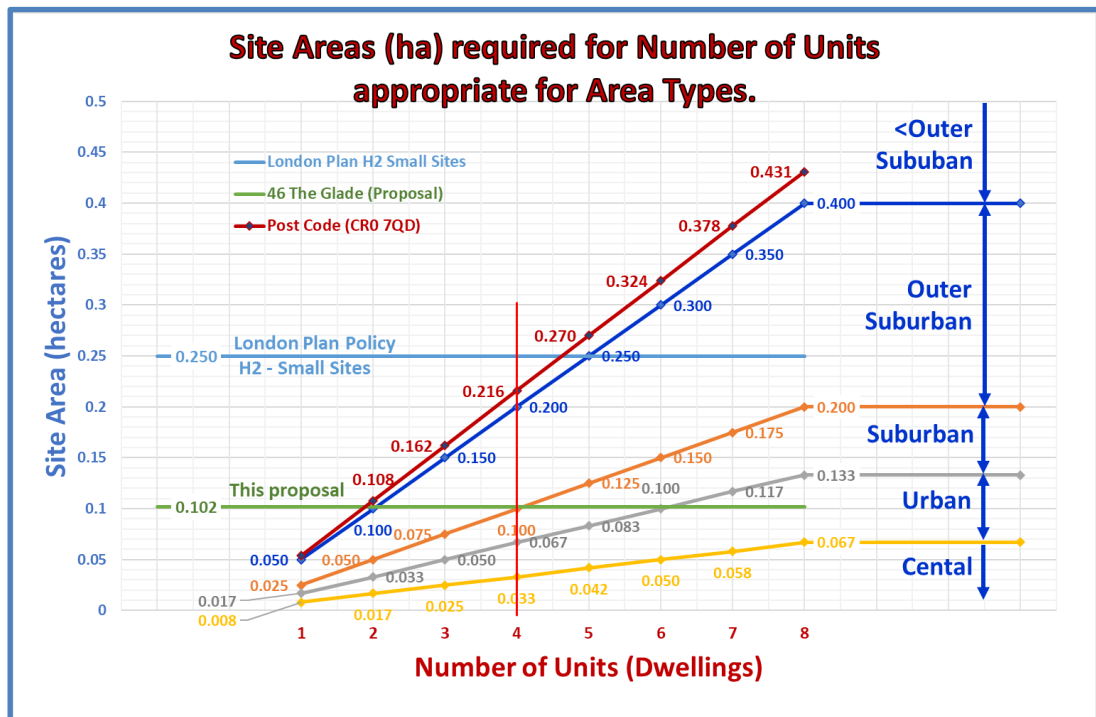 Site Areas (ha) required for Number of Units
appropriate for Area Types.
Site Area (hectares)
0.5
0.45
0.4
0.35
0.3
0.25
0.2
0.15
0.1
0.05
0
London Plan H2 Small Sites
46 The Glade (Proposal)
Post Code (CR0 7QD)
London Plan Policy
H2 - Small Sites
0.250
This proposal
0.102
0.108
0.162
0.216
0.270
0.324
0.378
0.431
0.050
0.100
0.150
0.200
0.250
0.300
0.350
0.400
0.025
0.050
0.075
0.100
0.125
0.150
0.175
0.200
0.017
0.033
0.050
0.067
0.083
0.100
0.117
0.133
0.008
0.017
0.025
0.033
0.042
0.050
0.058
0.067
<Outer
Suburan
Outer
Suburban
Suburban
Urban
Cental
1 2 3 4 5 6 7 8
Number of Units (Dwellings)